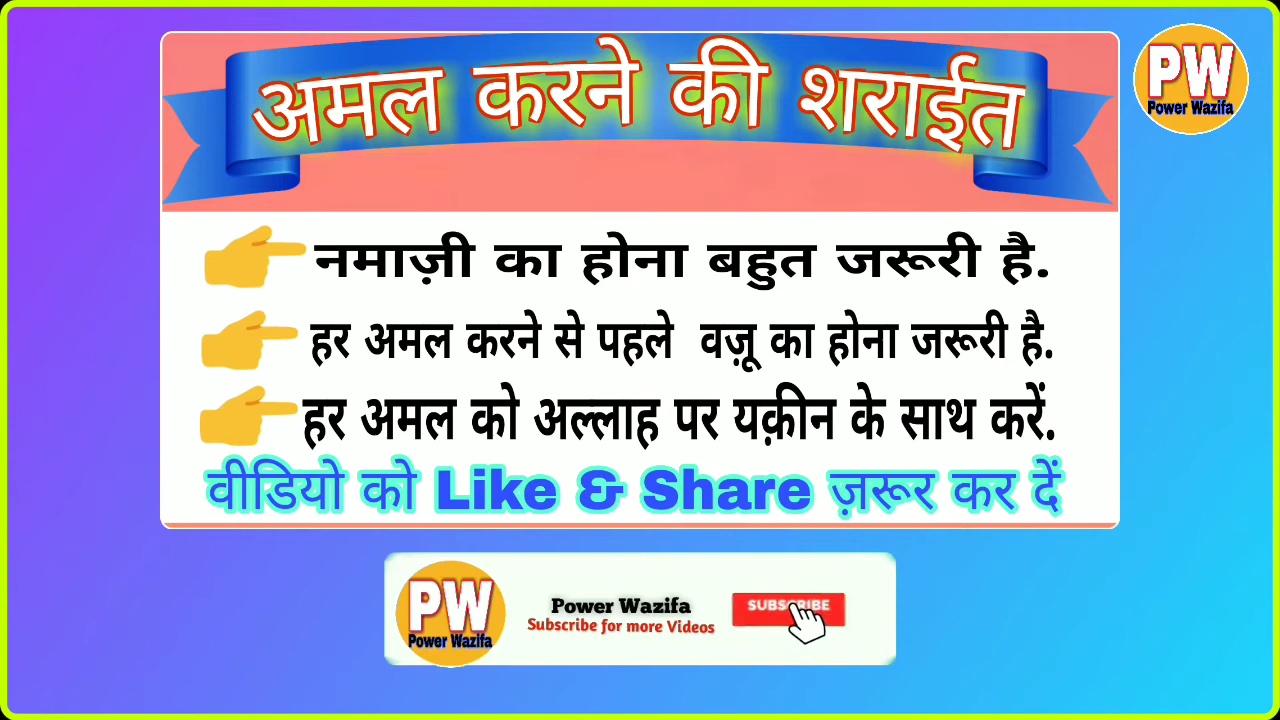 अमल करने की शराईत
PW
Power Wazifa
नमाज़ी का होना बहुत जरूरी है.
हर अमल करने से पहले वज़ू का होना जरूरी है.
हर अमल को अल्लाह पर यक़ीन के साथ करें.
वीडियो को Like & Share ज़रूर कर दें
PW
Power Wazifa
Power Wazifa
Subscribe for more Videos
SUBSCRIBE